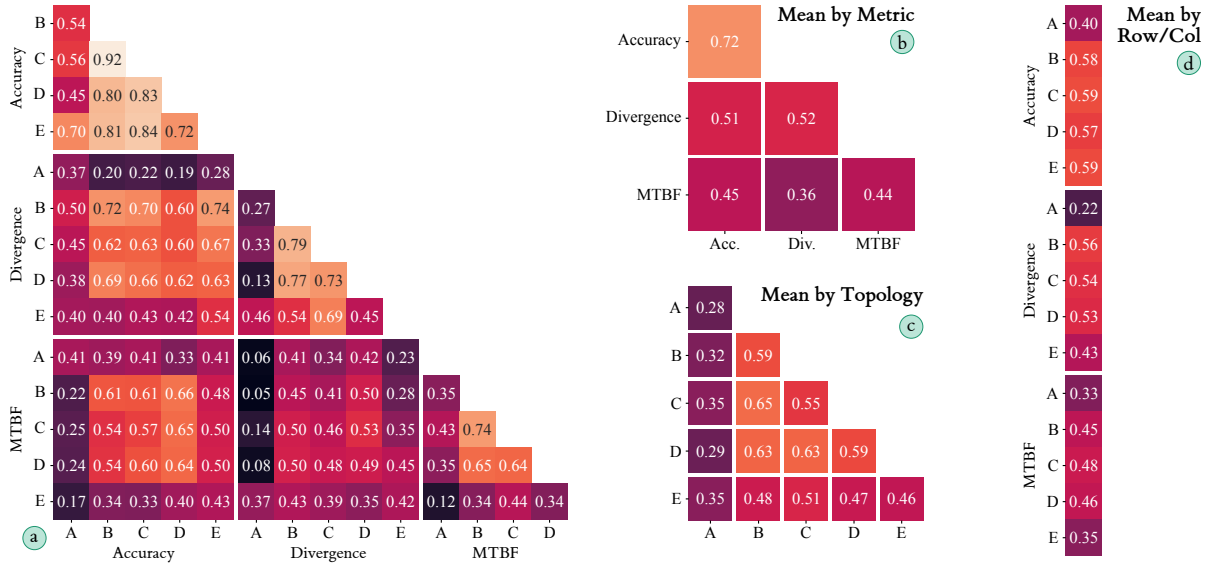 B 0.54
C 0.56 0.92
D 0.45 0.80 0.83
E 0.70 0.81 0.84 0.72
Accuracy
A 0.37 0.20 0.22 0.19 0.28
B 0.50 0.72 0.70 0.60 0.74 0.27
C 0.45 0.62 0.63 0.60 0.67 0.33 0.79
D 0.38 0.69 0.66 0.62 0.63 0.13 0.77 0.73
E 0.40 0.40 0.43 0.42 0.54 0.46 0.54 0.69 0.45
Divergence
A 0.41 0.39 0.41 0.33 0.41 0.06 0.41 0.34 0.42 0.23
B 0.22 0.61 0.61 0.66 0.48 0.05 0.45 0.41 0.50 0.28 0.35
C 0.25 0.54 0.57 0.65 0.50 0.14 0.50 0.46 0.53 0.35 0.43 0.74
D 0.24 0.54 0.60 0.64 0.50 0.08 0.50 0.48 0.49 0.45 0.35 0.65 0.64
E 0.17 0.34 0.33 0.40 0.43 0.37 0.43 0.39 0.35 0.42 0.12 0.34 0.44 0.34
MTBF
A B C D E A B C D E A B C D
Accuracy Divergence MTBF
a
Mean by Metric
b
Accuracy 0.72
Divergence 0.51 0.52
MTBF 0.45 0.36 0.44
Acc. Div. MTBF
Mean by Topology
c
A 0.28
B 0.32 0.59
C 0.35 0.65 0.55
D 0.29 0.63 0.63 0.59
E 0.35 0.48 0.51 0.47 0.46
A B C D E
Mean by
Row/Col
d
A 0.40
B 0.58
C 0.59
D 0.57
E 0.59
Accuracy
A 0.22
B 0.56
C 0.54
D 0.53
E 0.43
Divergence
A 0.33
B 0.45
C 0.48
D 0.46
E 0.35
MTBF